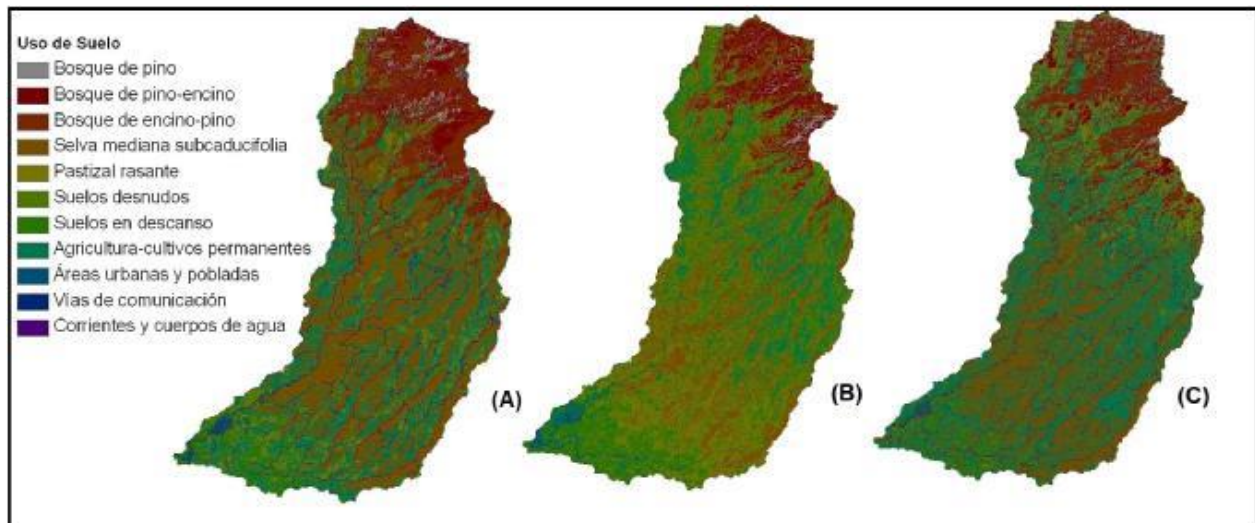 Uso de Suelo
Bosque de pino
Bosque de pino-encino
Bosque de encino-pino
Selva mediana subcaducifolia
Pastizal rasante
Suelos desnudos
Suelos en descanso
Agricultura-cultivos permanentes
Áreas urbanas y pobladas
Vías de comunicación
Corrientes y cuerpos de agua
(A)
(B)
(C)